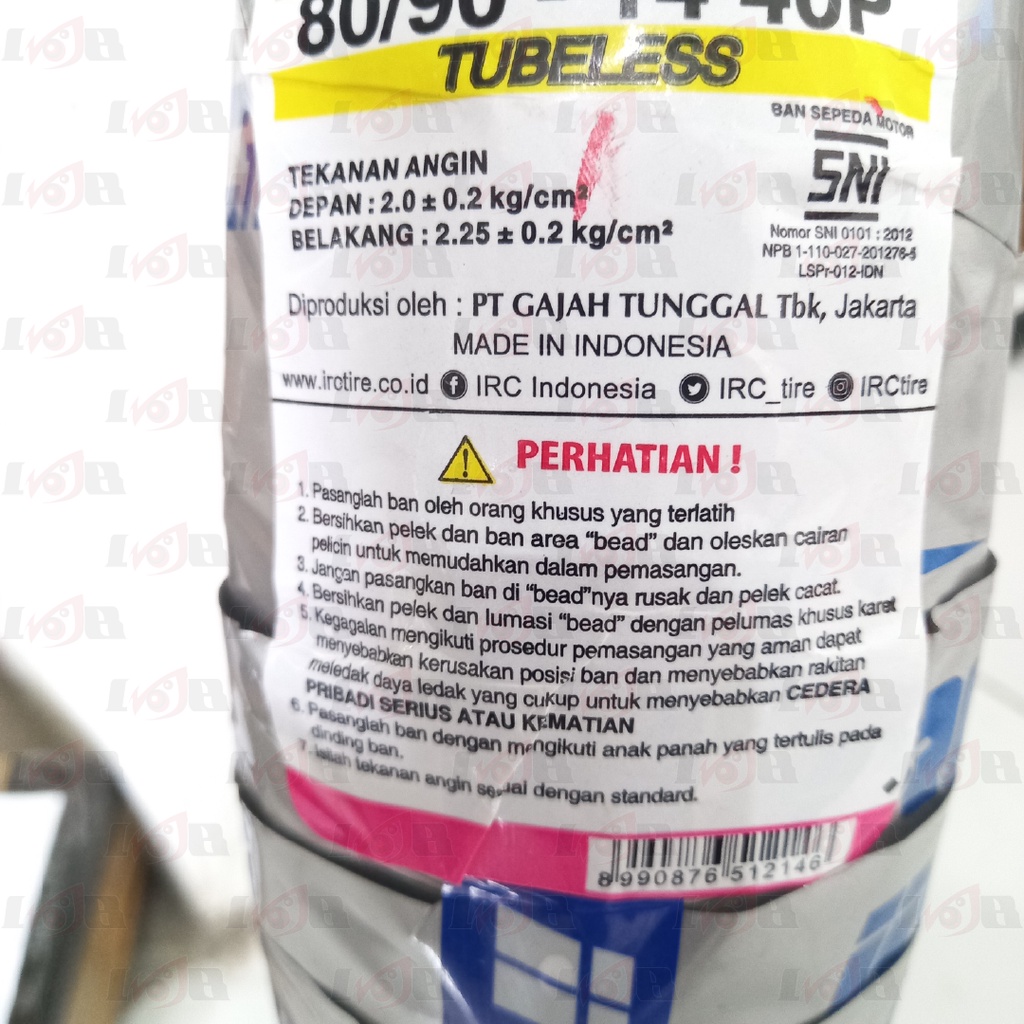 80/90 - 14 40P
TUBELESS
BAN SEPEDA MOTOR
SNI
Nomor SNI 0101 : 2012
NPB 1-110-027-201276-5
LSPr-012-IDN
TEKANAN ANGIN
DEPAN : 2.0 ± 0.2 kg/cm²
BELAKANG : 2.25 ± 0.2 kg/cm²
Diproduksi oleh : PT GAJAH TUNGGAL Tbk, Jakarta
MADE IN INDONESIA
www.irctire.co.id IRC Indonesia IRC_tire IRCtire
PERHATIAN !
1. Pasanglah ban oleh orang khusus yang terlatih
2. Bersihkan pelek dan ban area "bead" dan oleskan cairan
pelicin untuk memudahkan dalam pemasangan.
3. Jangan pasangkan ban di "bead"nya rusak dan pelek cacat.
4. Bersihkan pelek dan lumasi "bead" dengan pelumas khusus karet
5. Kegagalan mengikuti prosedur pemasangan yang aman dapat
menyebabkan kerusakan posisi ban dan menyebabkan rakitan
meledak daya ledak yang cukup untuk menyebabkan CEDERA
PRIBADI SERIUS ATAU KEMATIAN
6. Pasanglah ban dengan mengikuti anak panah yang tertulis pada
dinding ban.
7. Isilah tekanan angin sesuai dengan standard.
8 990876 512146